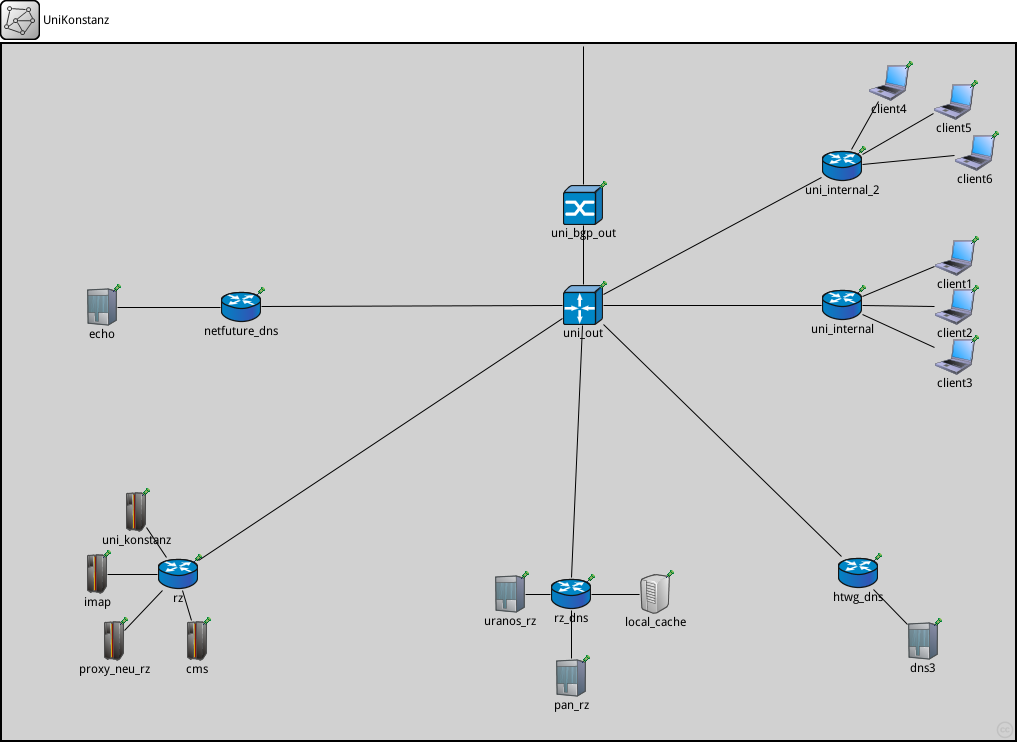 UniKonstanz
client4
client5
client6
uni_internal_2
uni_bgp_out
client1
echo
netfuture_dns
uni_out
uni_internal
client2
client3
uni_konstanz
imap
rz
uranos_rz
rz_dns
local_cache
htwg_dns
proxy_neu_rz
cms
dns3
pan_rz
cc